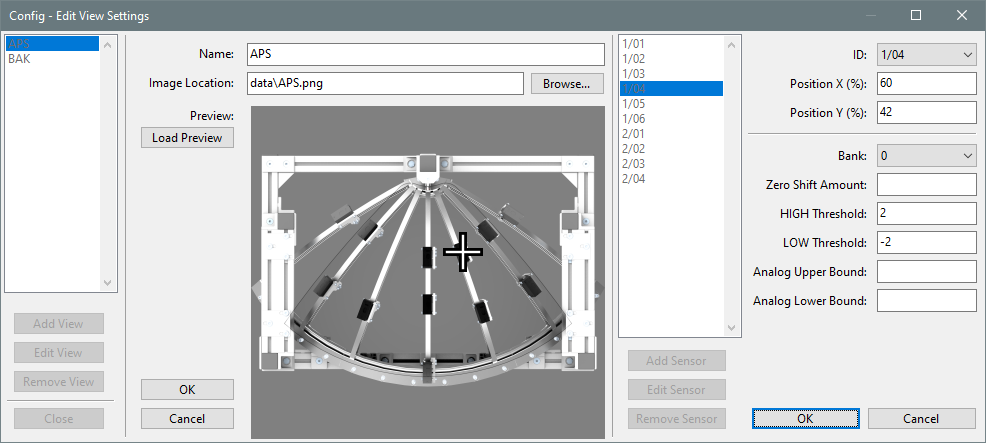 Config - Edit View Settings
APS
BAK
Add View
Edit View
Remove View
Close
Name:
APS
Image Location:
data\APS.png
Browse...
Preview:
Load Preview
OK
Cancel
1/01
1/02
1/03
1/04
1/05
1/06
2/01
2/02
2/03
2/04
Add Sensor
Edit Sensor
Remove Sensor
ID:
1/04
Position X (%):
60
Position Y (%):
42
Bank:
0
Zero Shift Amount:
HIGH Threshold:
2
LOW Threshold:
-2
Analog Upper Bound:
Analog Lower Bound:
OK
Cancel